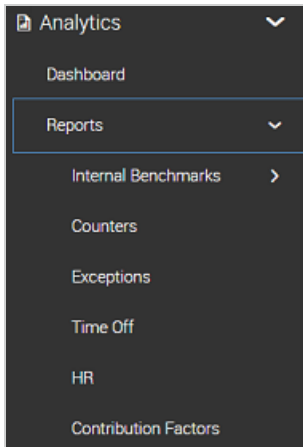 Analytics
Dashboard
Reports
Internal Benchmarks
Counters
Exceptions
Time Off
HR
Contribution Factors